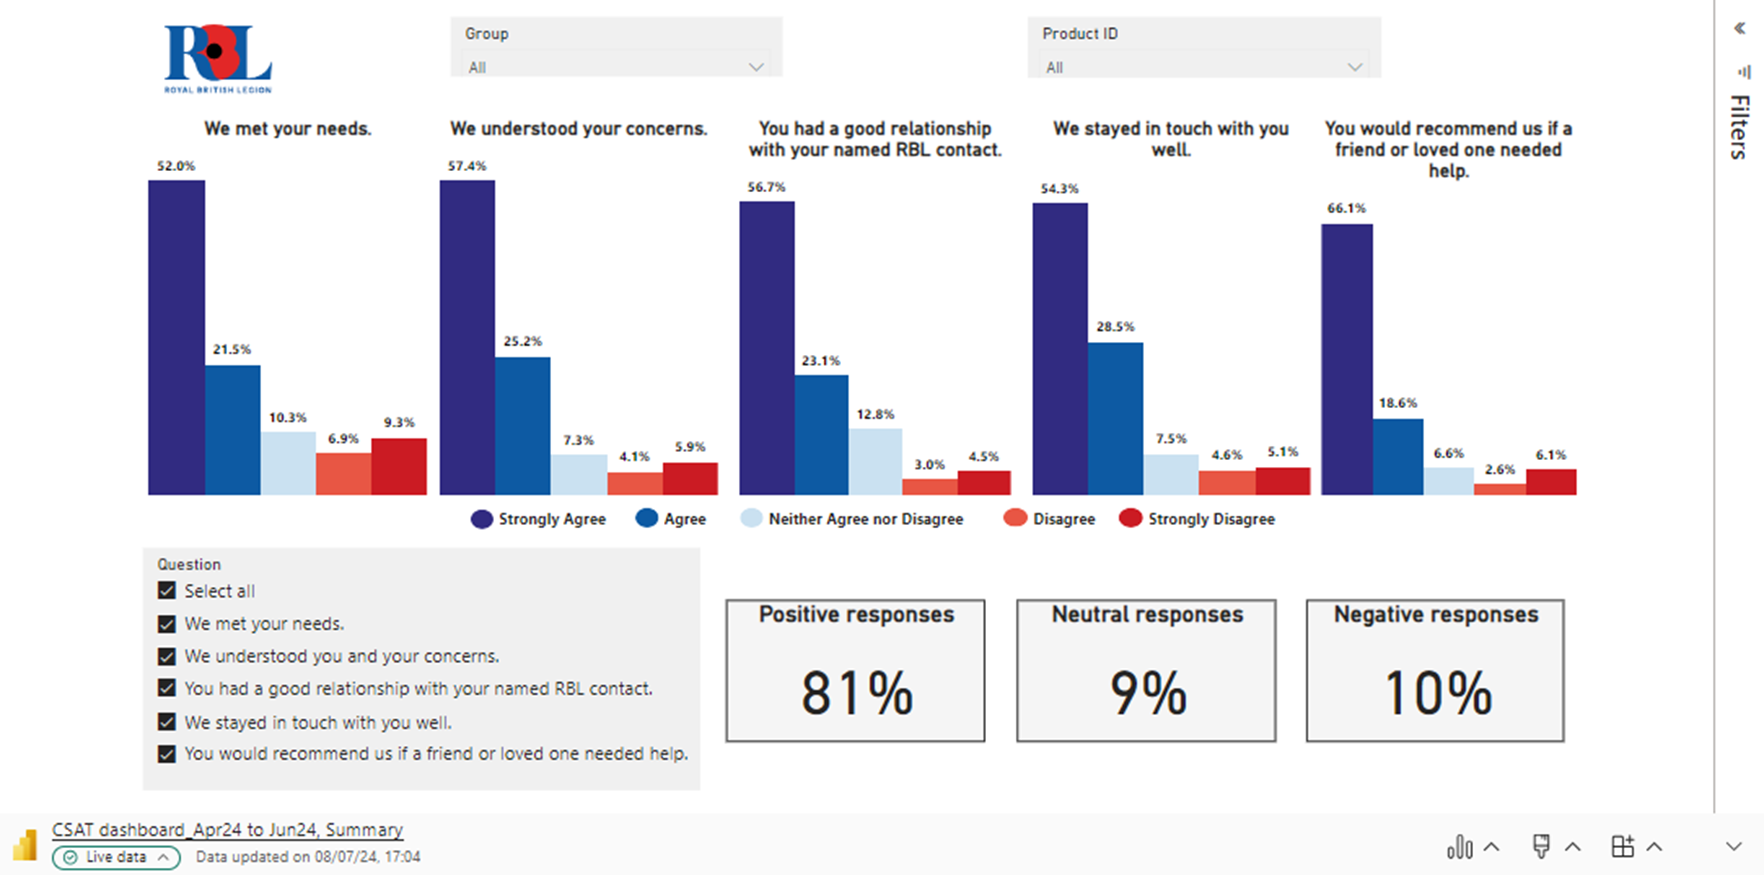 RBL
ROYAL BRITISH LEGION
Group
All
Product ID
All
Filters
We met your needs.
52.0%
21.5%
10.3%
6.9%
9.3%
We understood your concerns.
57.4%
25.2%
7.3%
4.1%
5.9%
You had a good relationship
with your named RBL contact.
56.7%
23.1%
12.8%
3.0%
4.5%
We stayed in touch with you
well.
54.3%
28.5%
7.5%
4.6%
5.1%
You would recommend us if a
friend or loved one needed
help.
66.1%
18.6%
6.6%
2.6%
6.1%
Strongly Agree
Agree
Neither Agree nor Disagree
Disagree
Strongly Disagree
Question
Select all
We met your needs.
We understood you and your concerns.
You had a good relationship with your named RBL contact.
We stayed in touch with you well.
You would recommend us if a friend or loved one needed help.
Positive responses
81%
Neutral responses
9%
Negative responses
10%
CSAT dashboard_Apr24 to Jun24, Summary
Live data
Data updated on 08/07/24, 17:04